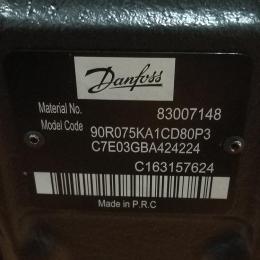 Danfoss
Material No. 83007148
Model Code 90R075KA1CD80P3
C7E03GBA424224
C163157624
Made in P.R.C